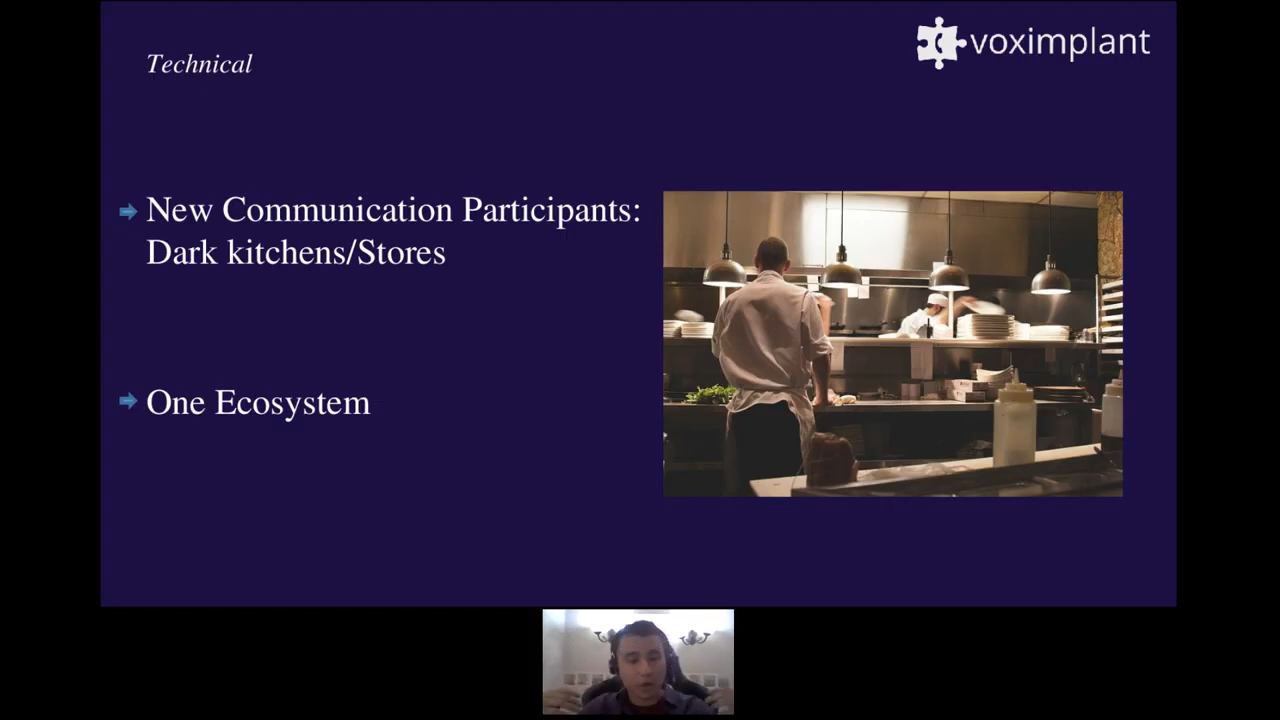 voximplant
Technical
New Communication Participants:
Dark kitchens/Stores
One Ecosystem